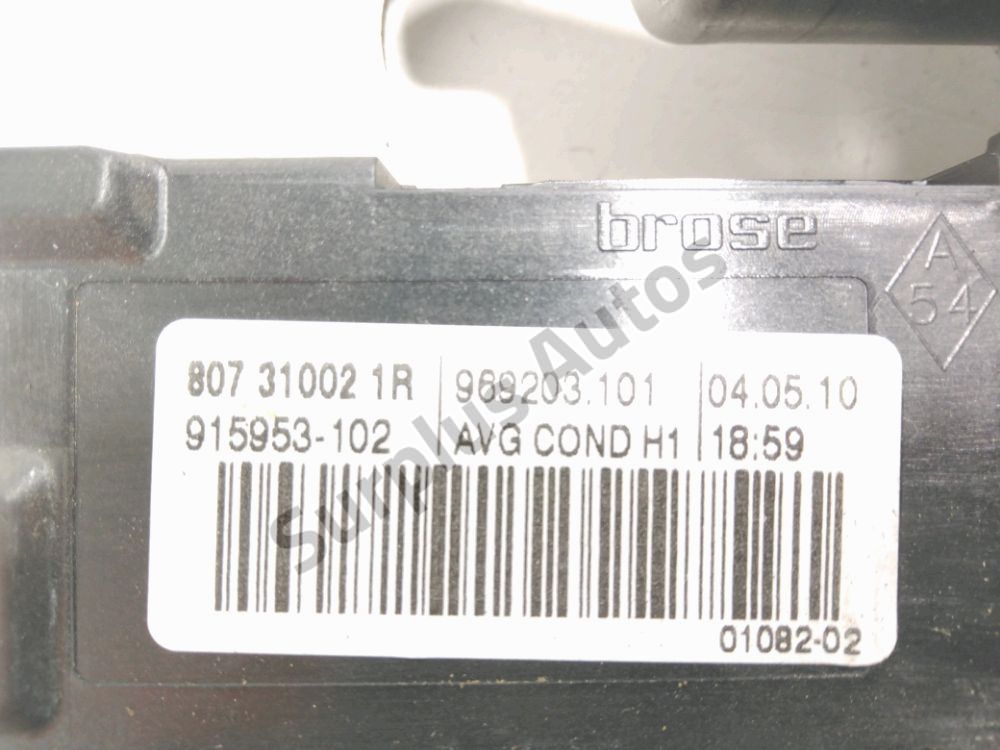 brose
A
54
807 31002 1R 969203.101 04.05.10
915953-102 AVG COND H1 18:59
01082-02
Surplus Autos